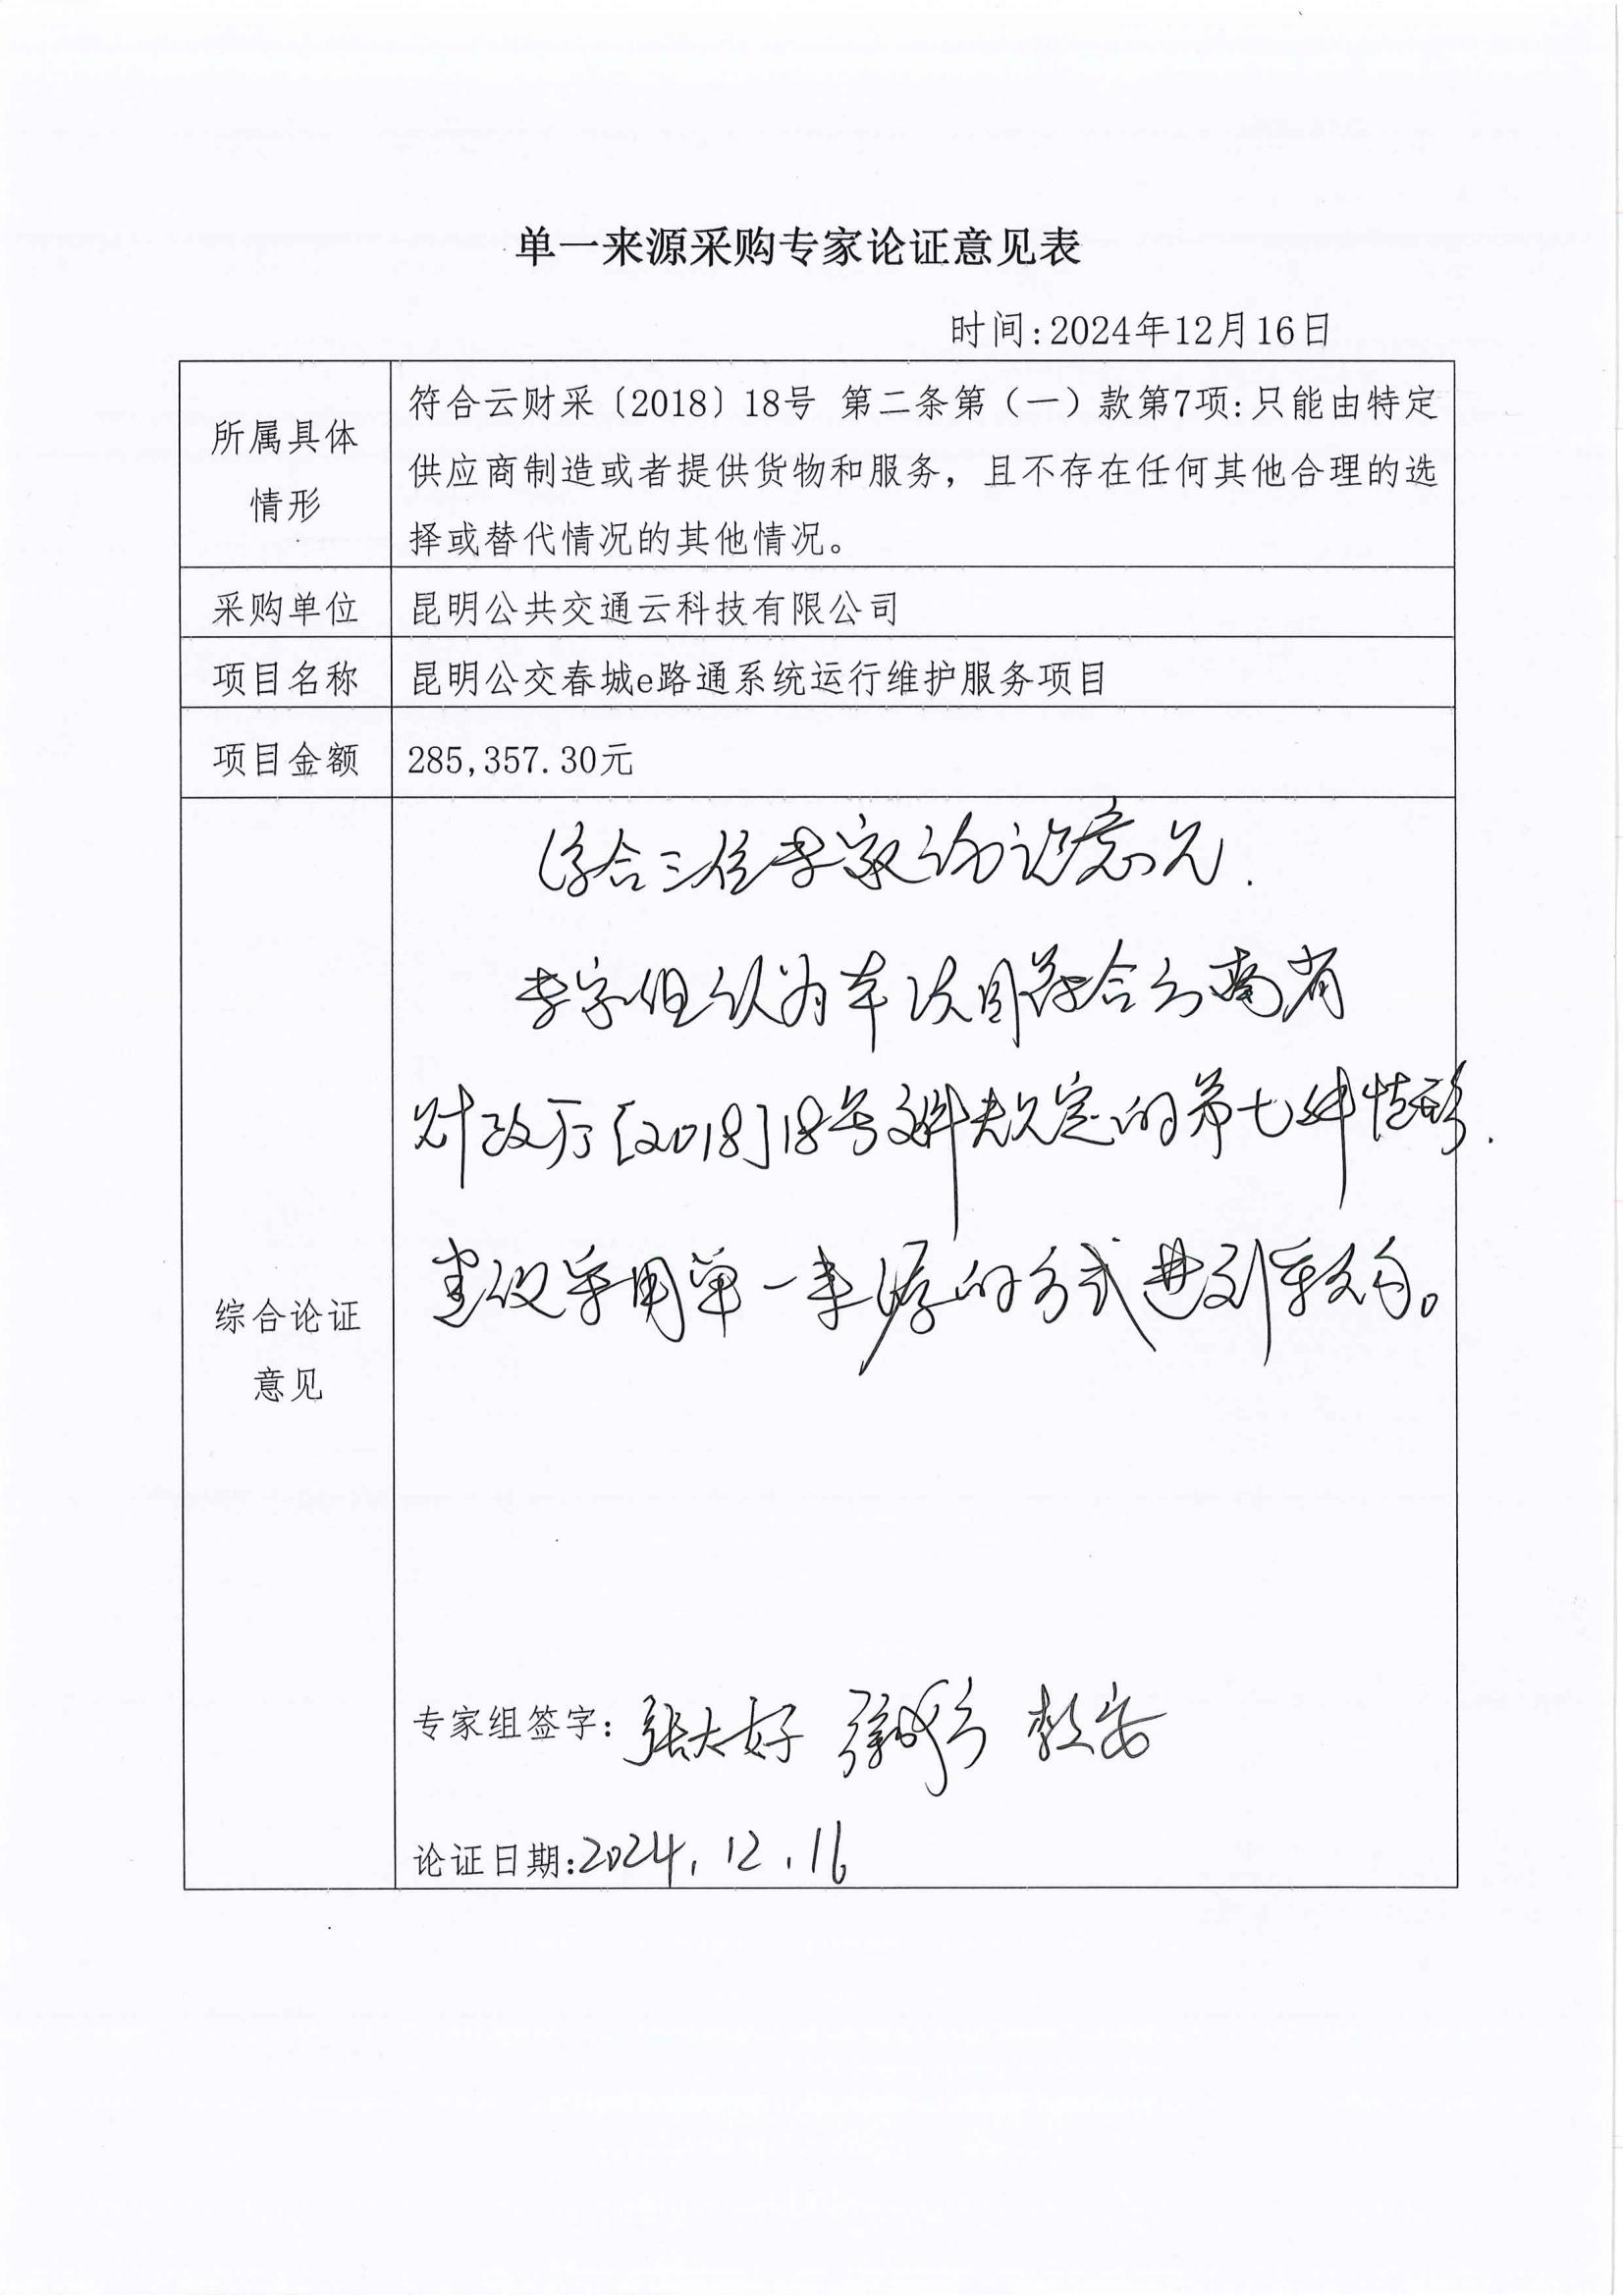 单一来源采购专家论证意见表
时间:2024年12月16日
所属具体
情形
符合云财采〔2018〕18号 第二条第（一）款第7项:只能由特定
供应商制造或者提供货物和服务，且不存在任何其他合理的选
择或替代情况的其他情况。
采购单位
昆明公共交通云科技有限公司
项目名称
昆明公交春城e路通系统运行维护服务项目
项目金额
285,357.30元
综合论证
意见
综合三位专家论证意见.
专家组认为本项目符合云南省
财政厅[2018]18号文件规定的第七种情形.
建议采用单一来源的方式进行采购。
专家组签字:张大好
论证日期:2024.12.16